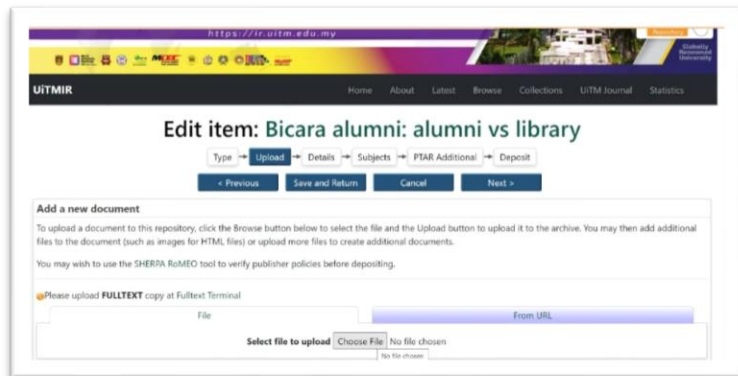 https://ir.uitm.edu.my
Repository
Globally
Renowned
University
UiTMIR
Home About Latest Browse Collections UiTM Journal Statistics
Edit item: Bicara alumni: alumni vs library
Type → Upload → Details → Subjects → PTAR Additional → Deposit
< Previous Save and Return Cancel Next >
Add a new document
To upload a document to this repository, click the Browse button below to select the file and the Upload button to upload it to the archive. You may then add additional
files to the document (such as images for HTML files) or upload more files to create additional documents.
You may wish to use the SHERPA RoMEO tool to verify publisher policies before depositing.
Please upload FULLTEXT copy at Fulltext Terminal
File From URL
Select file to upload Choose File No file chosen
No file chosen